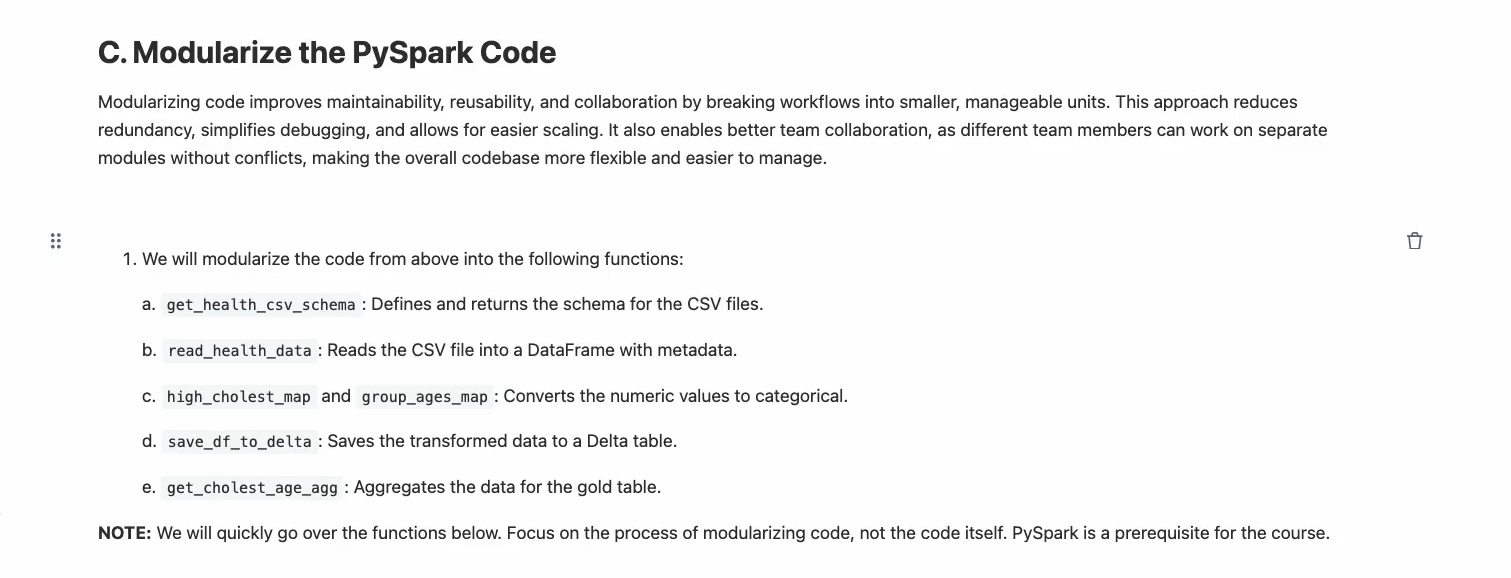 C. Modularize the PySpark Code
Modularizing code improves maintainability, reusability, and collaboration by breaking workflows into smaller, manageable units. This approach reduces
redundancy, simplifies debugging, and allows for easier scaling. It also enables better team collaboration, as different team members can work on separate
modules without conflicts, making the overall codebase more flexible and easier to manage.
1. We will modularize the code from above into the following functions:
a. get_health_csv_schema : Defines and returns the schema for the CSV files.
b. read_health_data : Reads the CSV file into a DataFrame with metadata.
c. high_cholest_map and group_ages_map : Converts the numeric values to categorical.
d. save_df_to_delta : Saves the transformed data to a Delta table.
e. get_cholest_age_agg : Aggregates the data for the gold table.
NOTE: We will quickly go over the functions below. Focus on the process of modularizing code, not the code itself. PySpark is a prerequisite for the course.